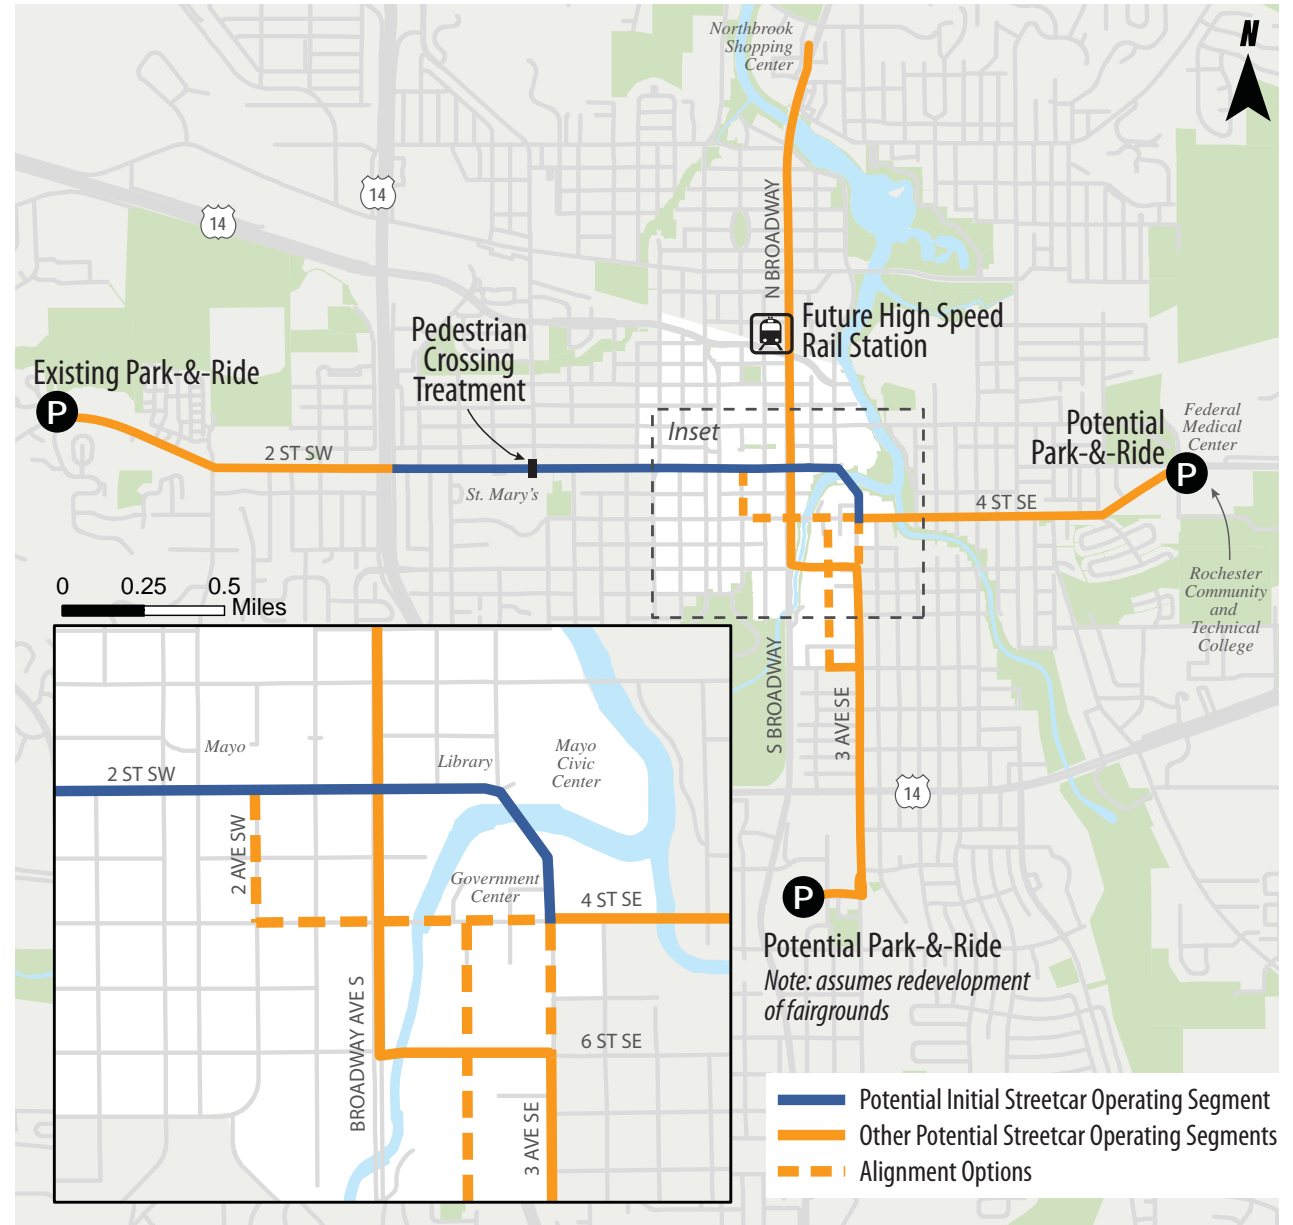 Northbrook
Shopping
Center
N
14
14
N BROADWAY
Future High Speed
Rail Station
Pedestrian
Crossing
Treatment
Existing Park-&-Ride
P
2 ST SW
St. Mary's
Inset
Potential
Park-&-Ride
Federal
Medical
Center
P
4 ST SE
Rochester
Community
and
Technical
College
0 0.25 0.5
Miles
S BROADWAY
3 AVE SE
14
P
Potential Park-&-Ride
Note: assumes redevelopment
of fairgrounds
Mayo
2 ST SW
Library
Mayo
Civic
Center
2 AVE SW
Government
Center
4 ST SE
BROADWAY AVE S
6 ST SE
3 AVE SE
Potential Initial Streetcar Operating Segment
Other Potential Streetcar Operating Segments
Alignment Options